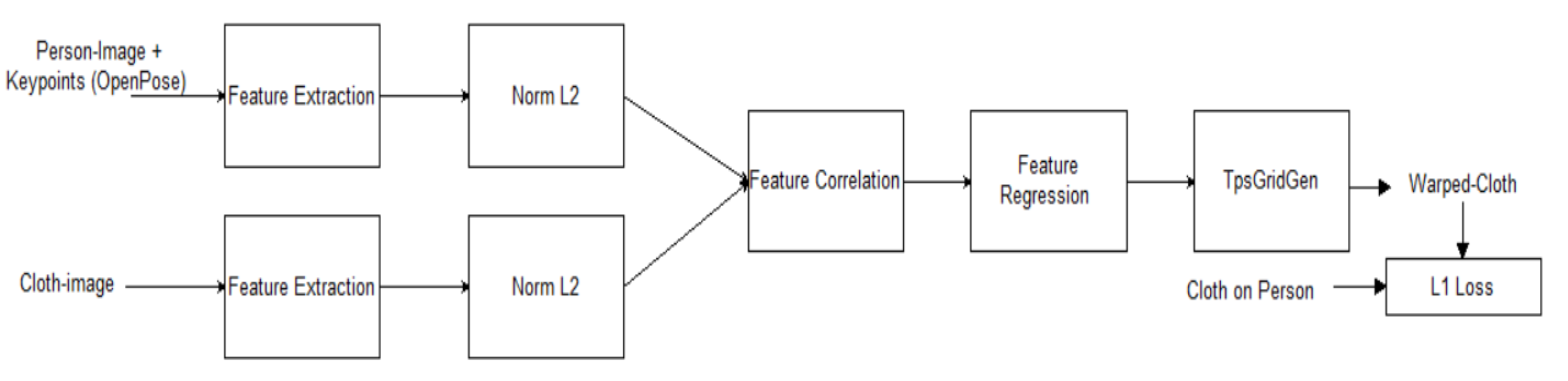 Person-Image +
Keypoints (OpenPose)
Feature Extraction
Norm L2
Cloth-image
Feature Extraction
Norm L2
Feature Correlation
Feature
Regression
TpsGridGen
Warped-Cloth
Cloth on Person
L1 Loss